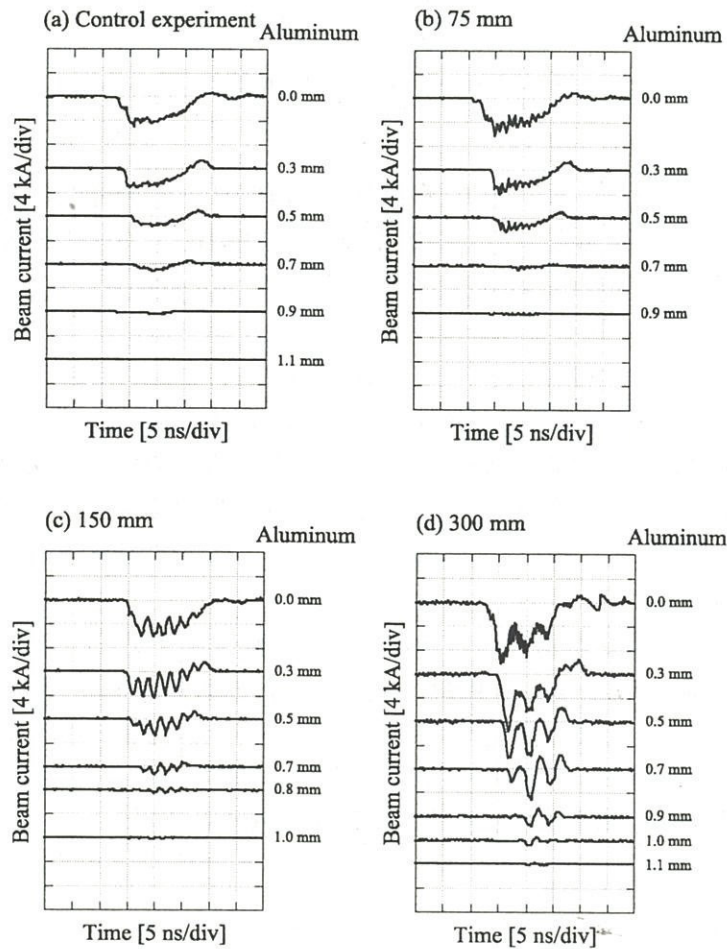 (a) Control experiment
Aluminum
0.0 mm
0.3 mm
0.5 mm
0.7 mm
0.9 mm
1.1 mm
Beam current [4 kA/div]
Time [5 ns/div]
(b) 75 mm
Aluminum
0.0 mm
0.3 mm
0.5 mm
0.7 mm
0.9 mm
Beam current [4 kA/div]
Time [5 ns/div]
(c) 150 mm
Aluminum
0.0 mm
0.3 mm
0.5 mm
0.7 mm
0.8 mm
1.0 mm
Beam current [4 kA/div]
Time [5 ns/div]
(d) 300 mm
Aluminum
0.0 mm
0.3 mm
0.5 mm
0.7 mm
0.9 mm
1.0 mm
1.1 mm
Beam current [4 kA/div]
Time [5 ns/div]